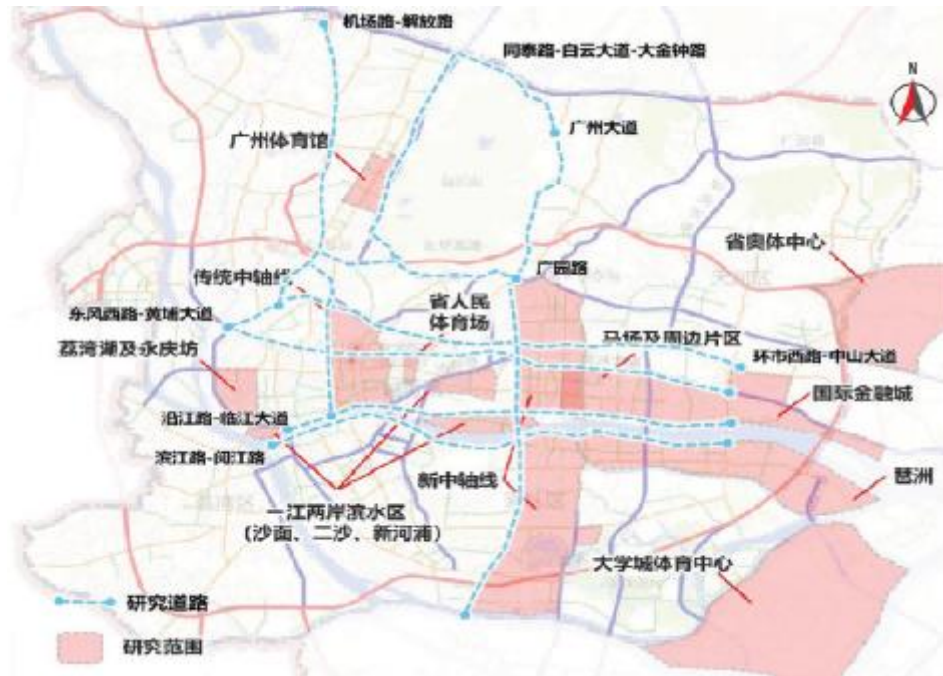 机场路-解放路
同泰路-白云大道-大金钟路
N
广州体育馆
广州大道
省奥体中心
传统中轴线
广园路
省人民
体育场
东风西路-黄埔大道
马场及周边片区
荔湾湖及永庆坊
环市西路-中山大道
国际金融城
沿江路-临江大道
滨江路-阅江路
新中轴线
琶洲
一江两岸滨水区
(沙面、二沙、新河浦)
大学城体育中心
研究道路
研究范围